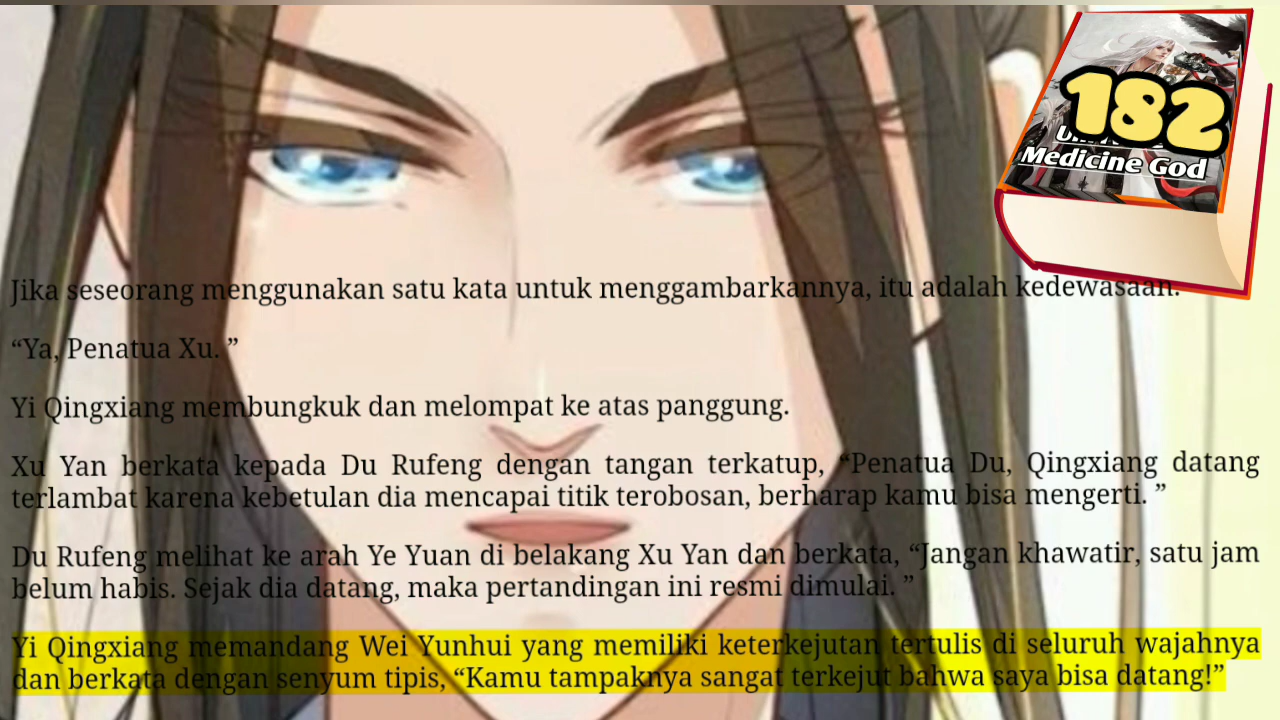 182
Medicine God
Jika seseorang menggunakan satu kata untuk menggambarkannya, itu adalah kedewasaan.
“Ya, Penatua Xu. ”
Yi Qingxiang membungkuk dan melompat ke atas panggung.
Xu Yan berkata kepada Du Rufeng dengan tangan terkatup, “Penatua Du, Qingxiang datang
terlambat karena kebetulan dia mencapai titik terobosan, berharap kamu bisa mengerti. ”
Du Rufeng melihat ke arah Ye Yuan di belakang Xu Yan dan berkata, “Jangan khawatir, satu jam
belum habis. Sejak dia datang, maka pertandingan ini resmi dimulai. ”
Yi Qingxiang memandang Wei Yunhui yang memiliki keterkejutan tertulis di seluruh wajahnya
dan berkata dengan senyum tipis, “Kamu tampaknya sangat terkejut bahwa saya bisa datang!”